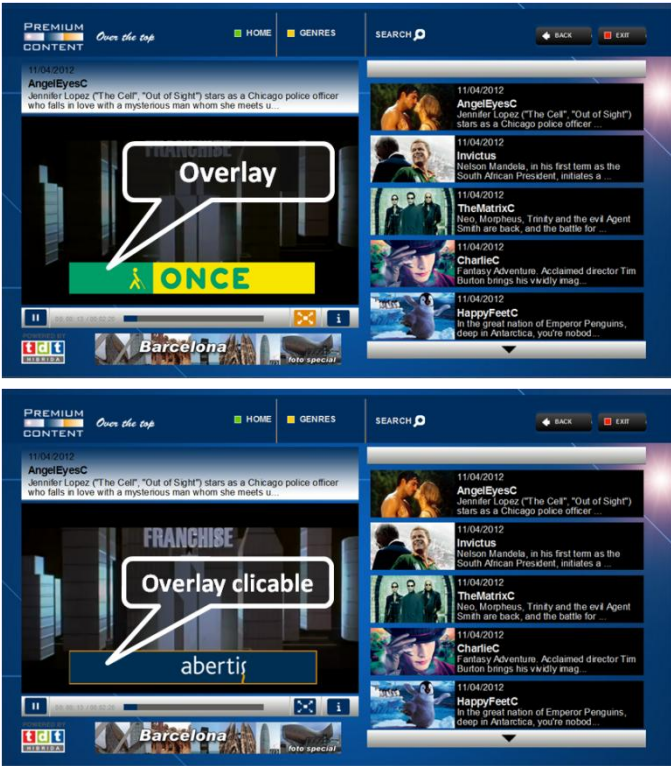 PREMIUM
CONTENT
Over the top
HOME
GENRES
SEARCH
BACK
EXIT
11/04/2012
AngelEyesC
Jennifer Lopez ("The Cell", "Out of Sight") stars as a Chicago police officer
who falls in love with a mysterious man whom she meets u...
FRANCHISE
Overlay
ONCE
POWERED BY
tdt
HIBRIDA
Barcelona
foto special
11/04/2012
AngelEyesC
Jennifer Lopez ("The Cell", "Out of Sight")
stars as a Chicago police officer ...
11/04/2012
Invictus
Nelson Mandela, in his first term as the
South African President, initiates a ...
11/04/2012
TheMatrixC
Neo, Morpheus, Trinity and the evil Agent
Smith are back, and the battle for ...
11/04/2012
CharlieC
Fantasy Adventure. Acclaimed director Tim
Burton brings his vividly imag...
11/04/2012
HappyFeetC
In the great nation of Emperor Penguins,
deep in Antarctica, you're nobod...
PREMIUM
CONTENT
Over the top
HOME
GENRES
SEARCH
BACK
EXIT
11/04/2012
AngelEyesC
Jennifer Lopez ("The Cell", "Out of Sight") stars as a Chicago police officer
who falls in love with a mysterious man whom she meets u...
FRANCHISE
Overlay clicable
abertis
POWERED BY
tdt
HIBRIDA
Barcelona
foto special
11/04/2012
AngelEyesC
Jennifer Lopez ("The Cell", "Out of Sight")
stars as a Chicago police officer ...
11/04/2012
Invictus
Nelson Mandela, in his first term as the
South African President, initiates a ...
11/04/2012
TheMatrixC
Neo, Morpheus, Trinity and the evil Agent
Smith are back, and the battle for ...
11/04/2012
CharlieC
Fantasy Adventure. Acclaimed director Tim
Burton brings his vividly imag...
11/04/2012
HappyFeetC
In the great nation of Emperor Penguins,
deep in Antarctica, you're nobod...